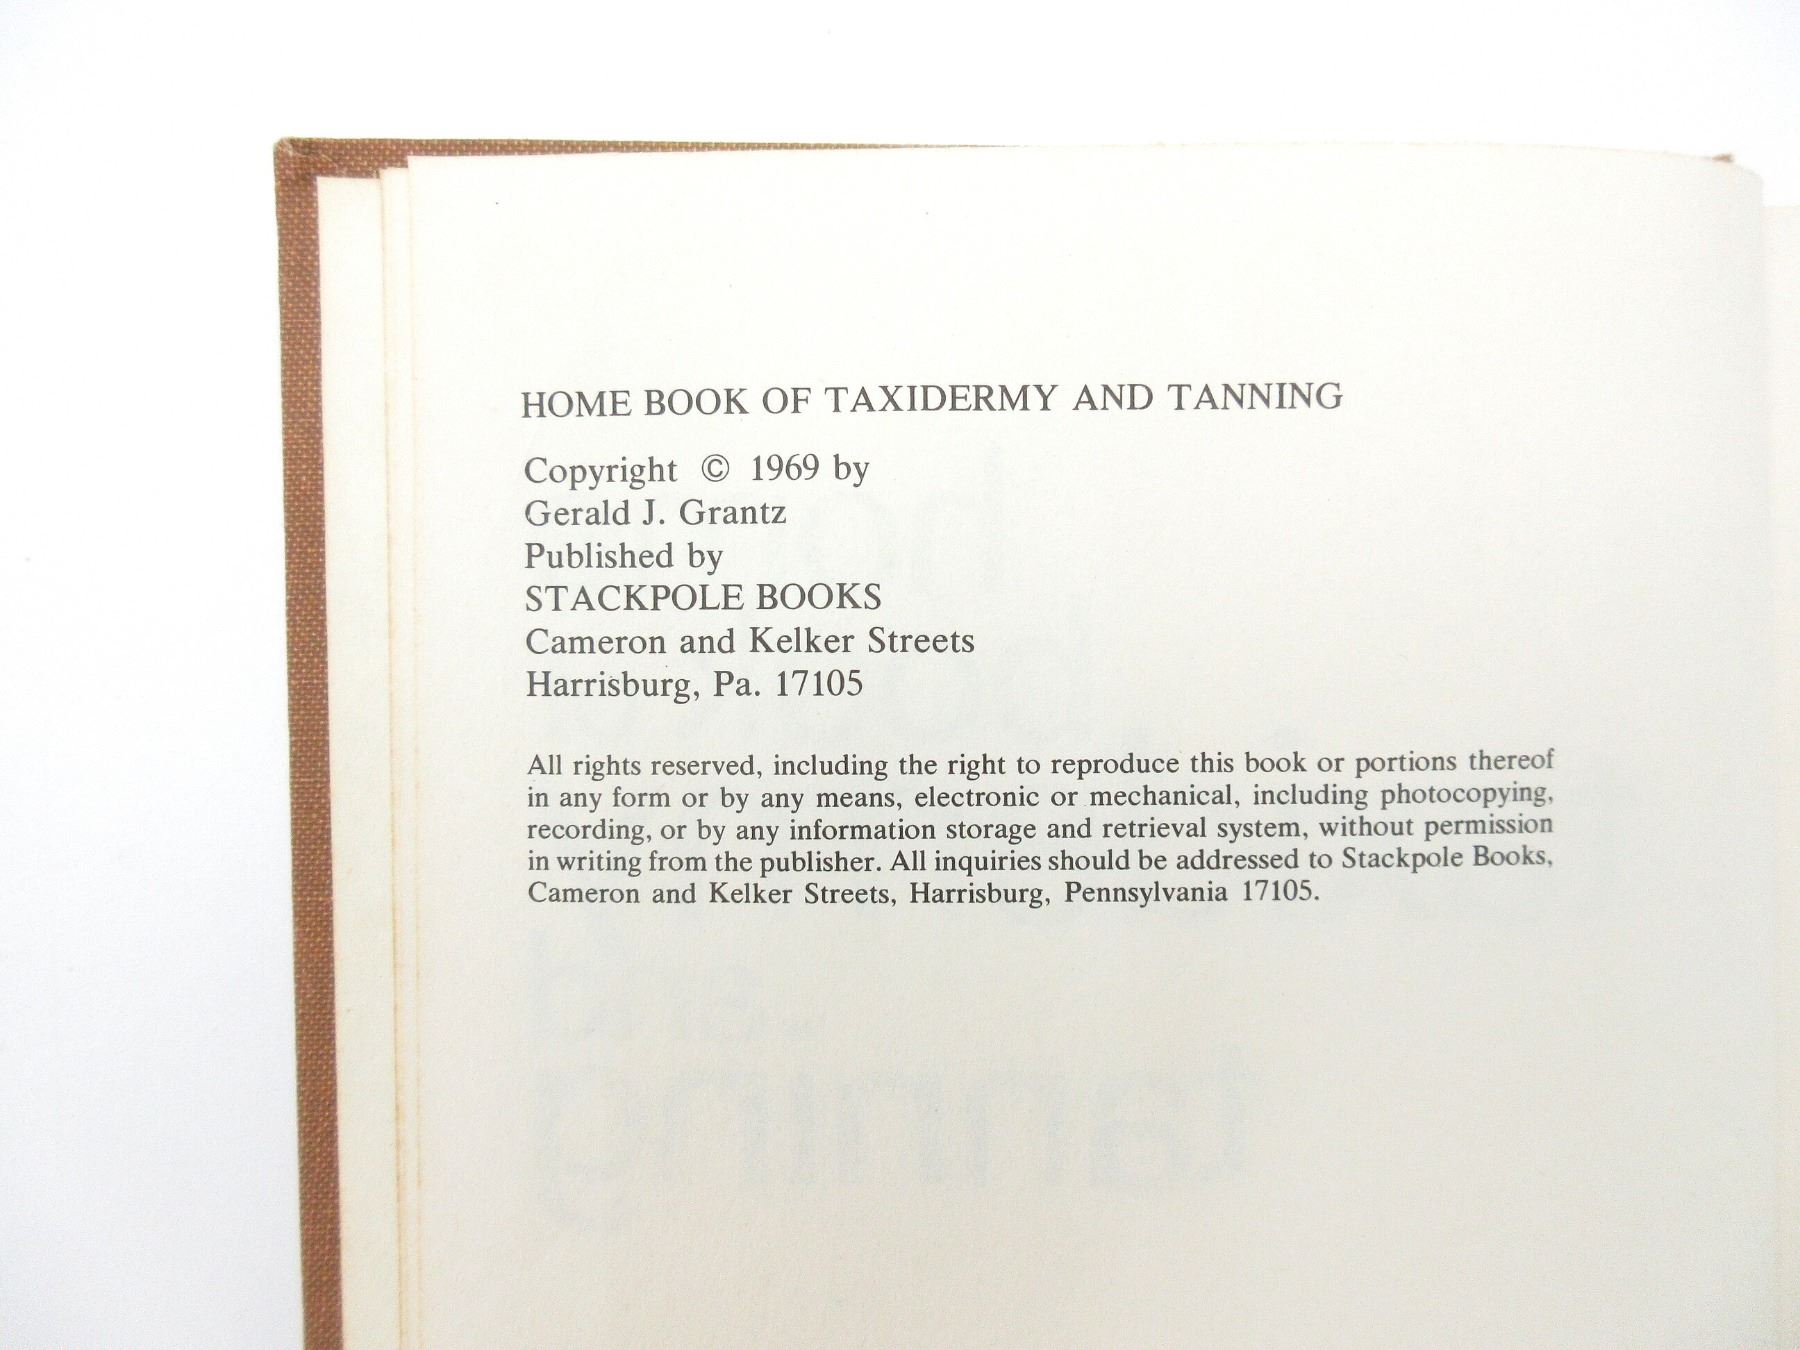 HOME BOOK OF TAXIDERMY AND TANNING
Copyright © 1969 by
Gerald J. Grantz
Published by
STACKPOLE BOOKS
Cameron and Kelker Streets
Harrisburg, Pa. 17105
All rights reserved, including the right to reproduce this book or portions thereof
in any form or by any means, electronic or mechanical, including photocopying,
recording, or by any information storage and retrieval system, without permission
in writing from the publisher. All inquiries should be addressed to Stackpole Books,
Cameron and Kelker Streets, Harrisburg, Pennsylvania 17105.